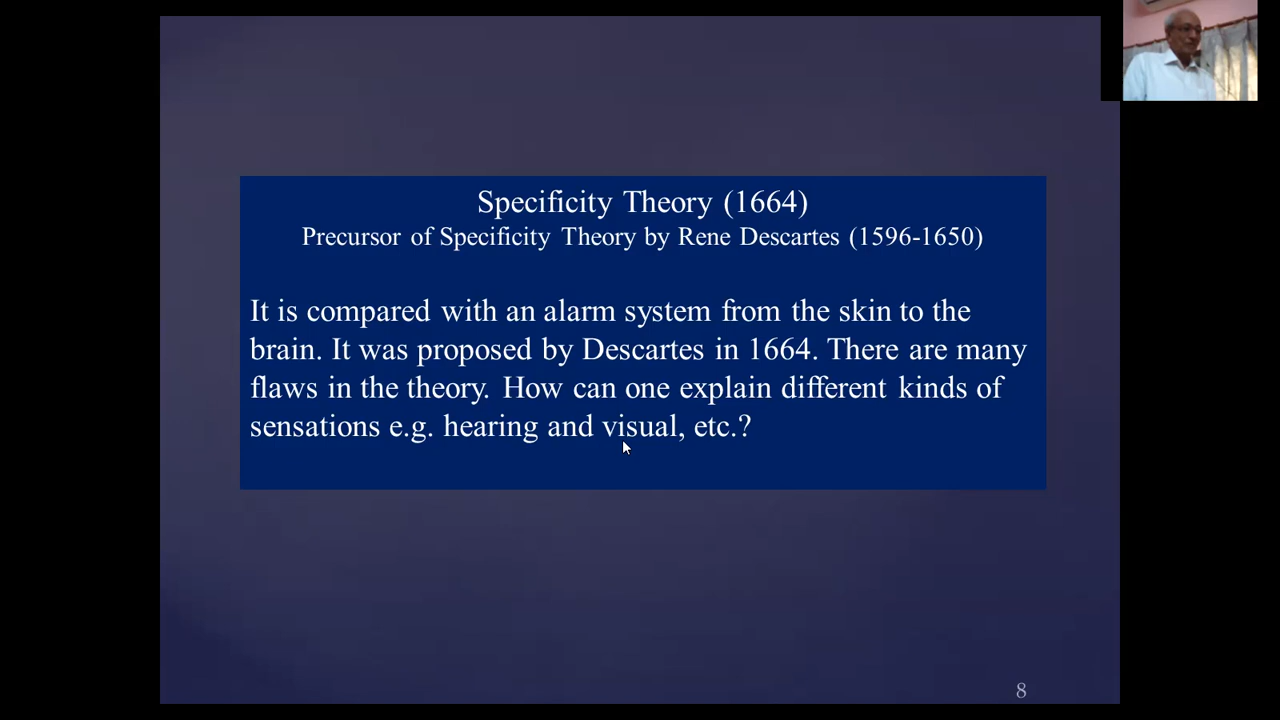 Specificity Theory (1664)
Precursor of Specificity Theory by Rene Descartes (1596-1650)
It is compared with an alarm system from the skin to the
brain. It was proposed by Descartes in 1664. There are many
flaws in the theory. How can one explain different kinds of
sensations e.g. hearing and visual, etc.?
8